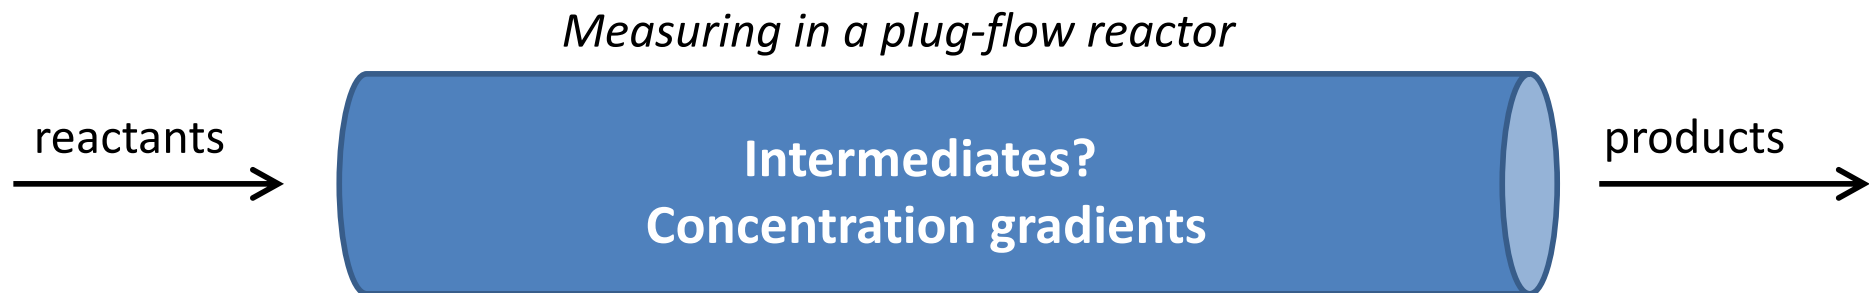 Measuring in a plug-flow reactor
reactants
Intermediates?
Concentration gradients
products